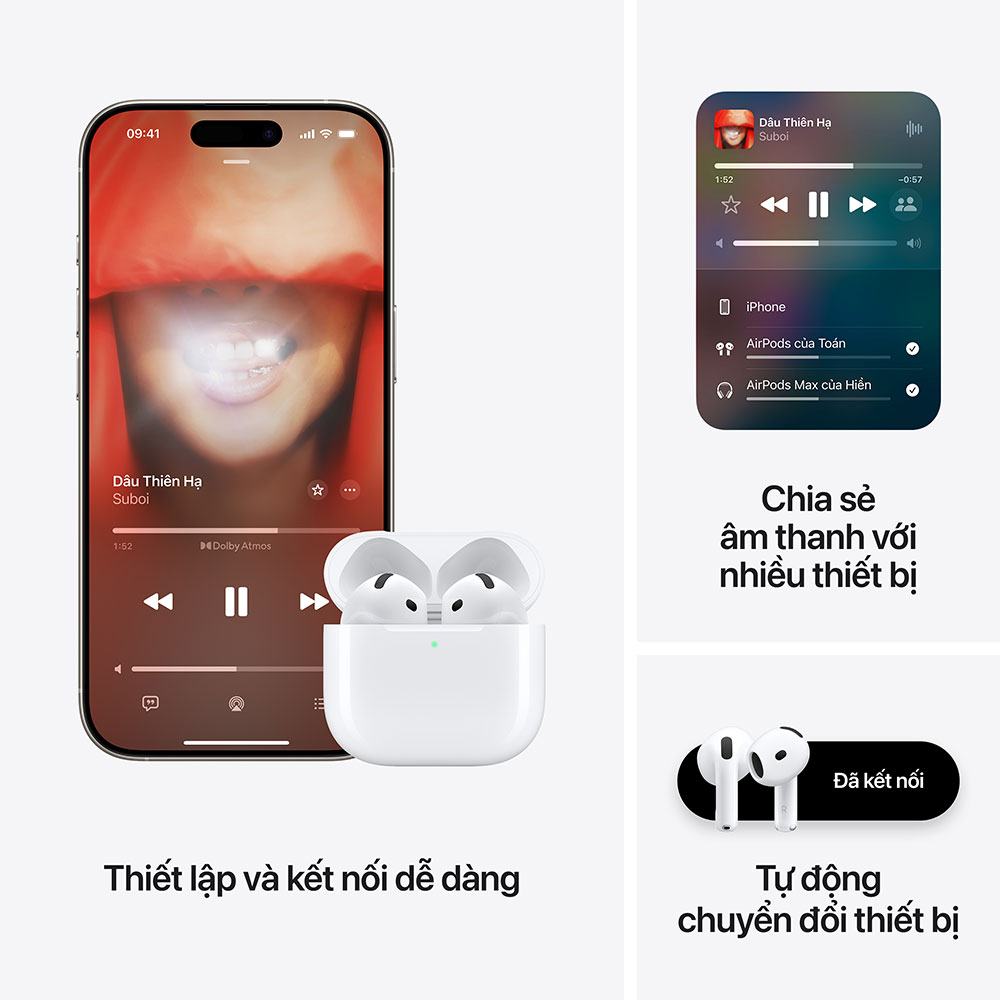 09:41
Dâu Thiên Hạ
Suboi
1:52
Dolby Atmos
Thiết lập và kết nối dễ dàng
Dâu Thiên Hạ
Suboi
1:52
−0:57
iPhone
AirPods của Toán
AirPods Max của Hiền
Chia sẻ
âm thanh với
nhiều thiết bị
Đã kết nối
Tự động
chuyển đổi thiết bị